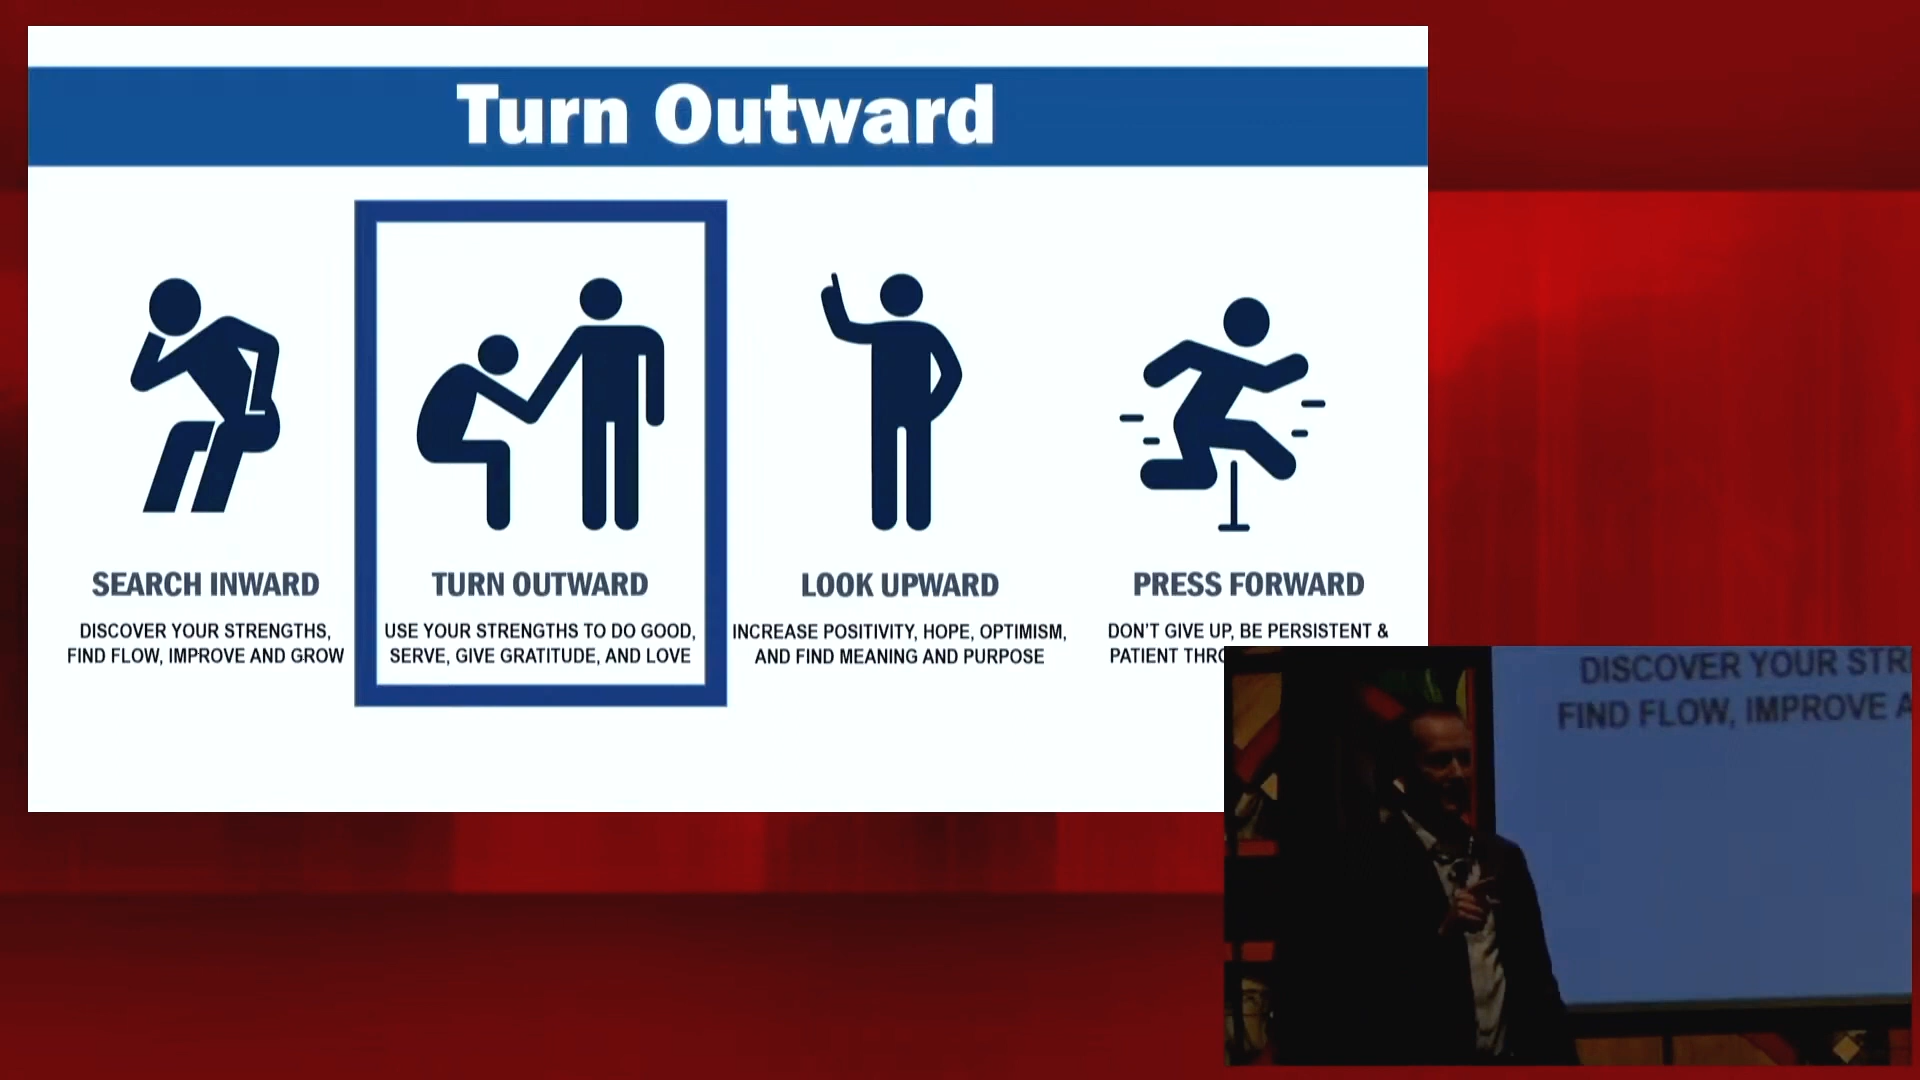 Turn Outward
SEARCH INWARD
DISCOVER YOUR STRENGTHS,
FIND FLOW, IMPROVE AND GROW
TURN OUTWARD
USE YOUR STRENGTHS TO DO GOOD,
SERVE, GIVE GRATITUDE, AND LOVE
LOOK UPWARD
INCREASE POSITIVITY, HOPE, OPTIMISM,
AND FIND MEANING AND PURPOSE
PRESS FORWARD
DON'T GIVE UP, BE PERSISTENT &
PATIENT
DISCOVER YOUR
FIND FLOW, IMPROVE